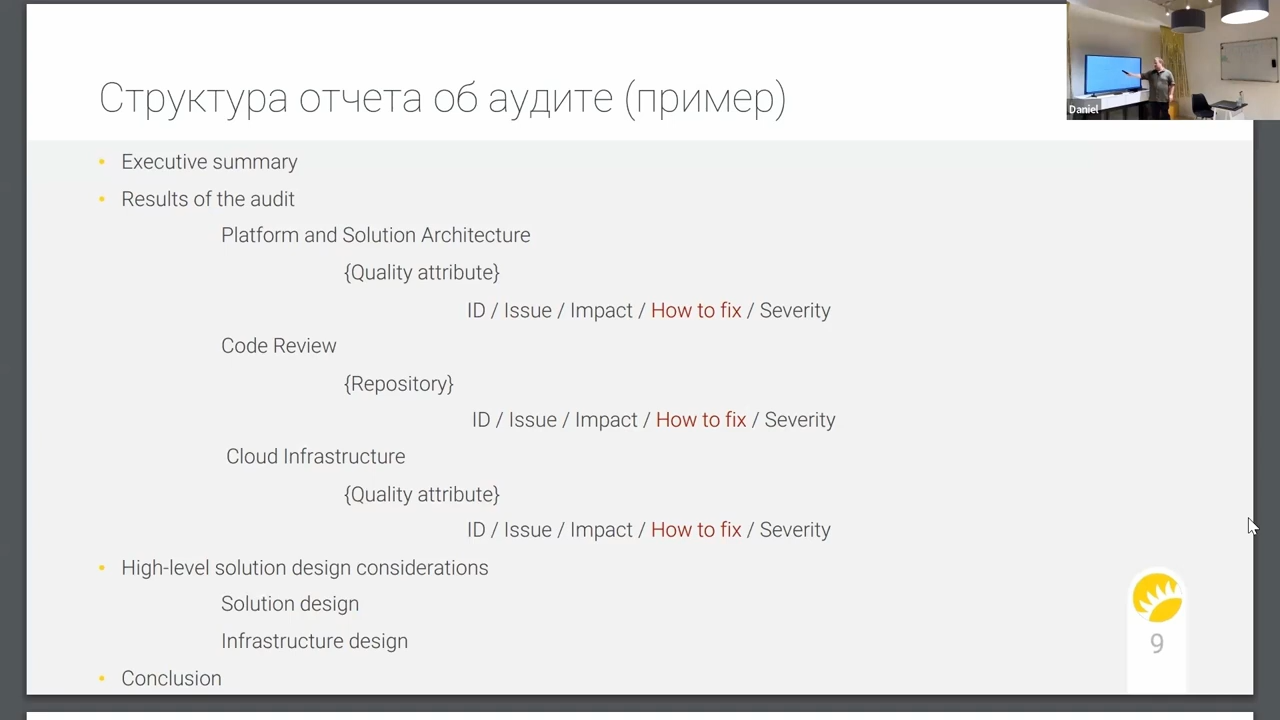 Структура отчета об аудите (пример)
Daniel
• Executive summary
• Results of the audit
Platform and Solution Architecture
{Quality attribute}
ID / Issue / Impact / How to fix / Severity
Code Review
{Repository}
ID / Issue / Impact / How to fix / Severity
Cloud Infrastructure
{Quality attribute}
ID / Issue / Impact / How to fix / Severity
• High-level solution design considerations
Solution design
Infrastructure design
• Conclusion
9